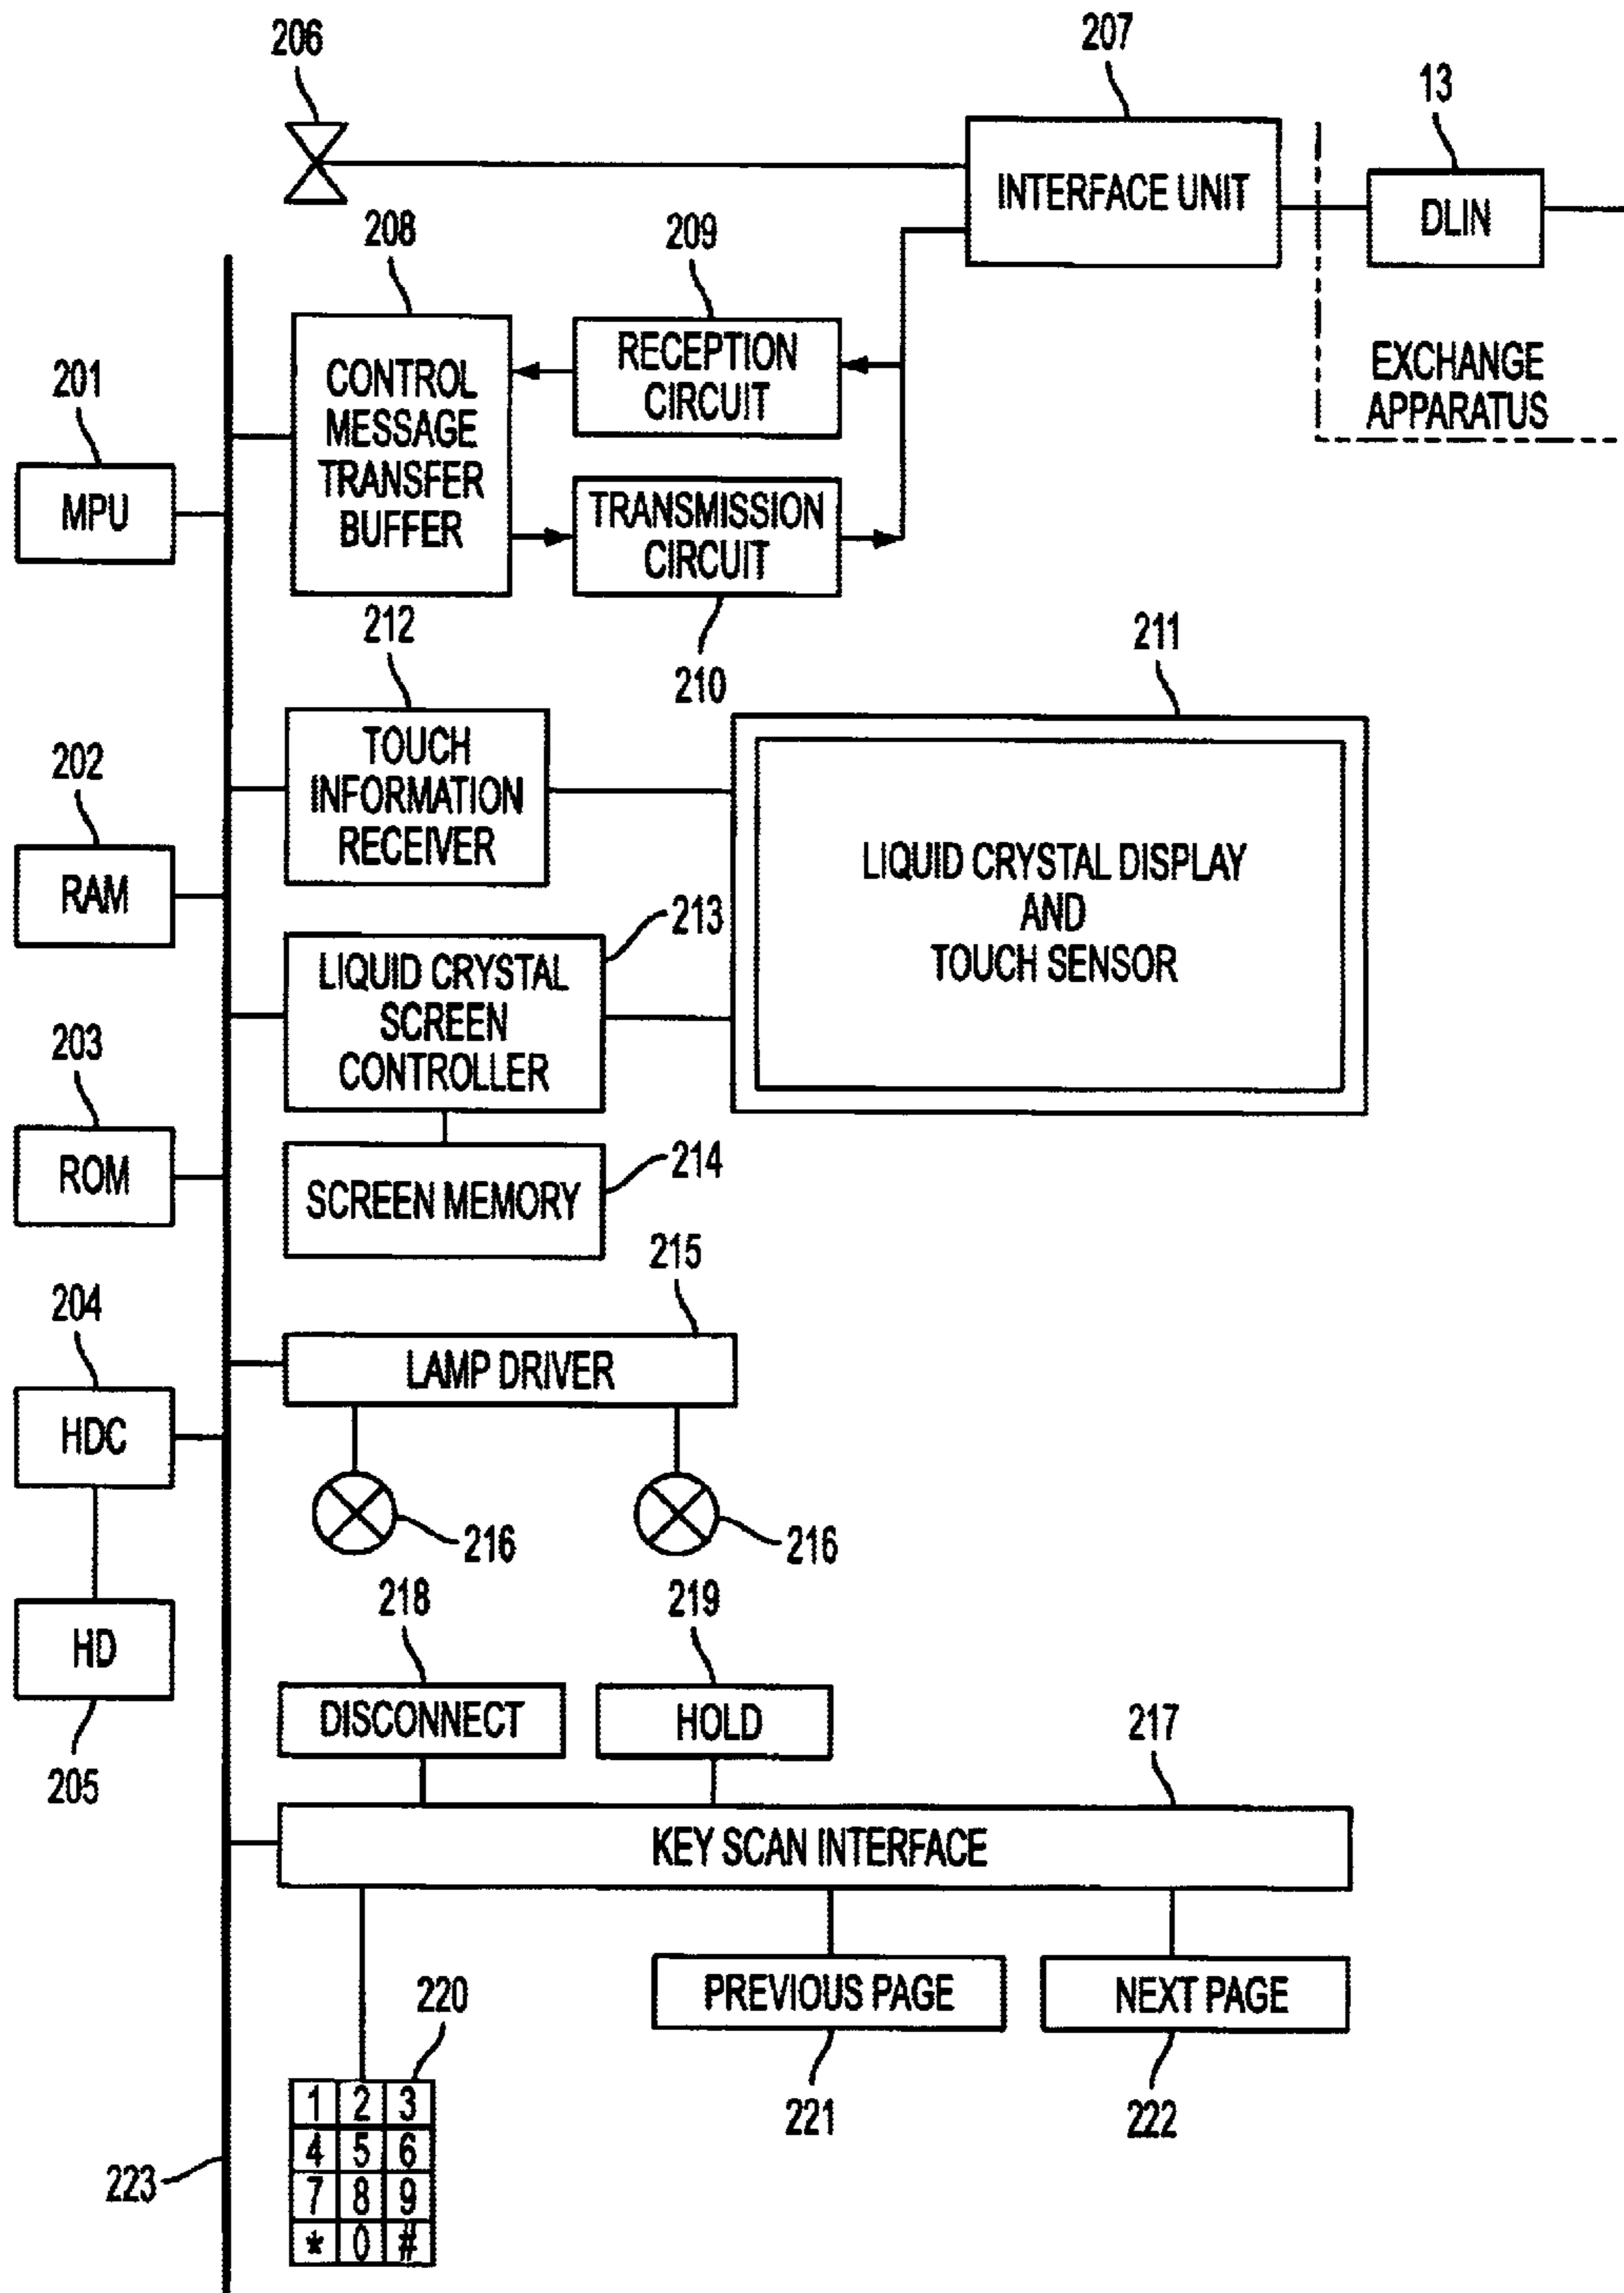 206
207
13
INTERFACE UNIT
DLIN
208
209
EXCHANGE
APPARATUS
201
MPU
CONTROL
MESSAGE
TRANSFER
BUFFER
RECEPTION
CIRCUIT
TRANSMISSION
CIRCUIT
210
212
211
TOUCH
INFORMATION
RECEIVER
LIQUID CRYSTAL DISPLAY
AND
TOUCH SENSOR
202
RAM
213
LIQUID CRYSTAL
SCREEN
CONTROLLER
203
ROM
214
SCREEN MEMORY
215
LAMP DRIVER
204
HDC
216
216
HD
205
218
219
DISCONNECT
HOLD
217
KEY SCAN INTERFACE
PREVIOUS PAGE
NEXT PAGE
221
222
220
1 2 3
4 5 6
7 8 9
* 0 #
223